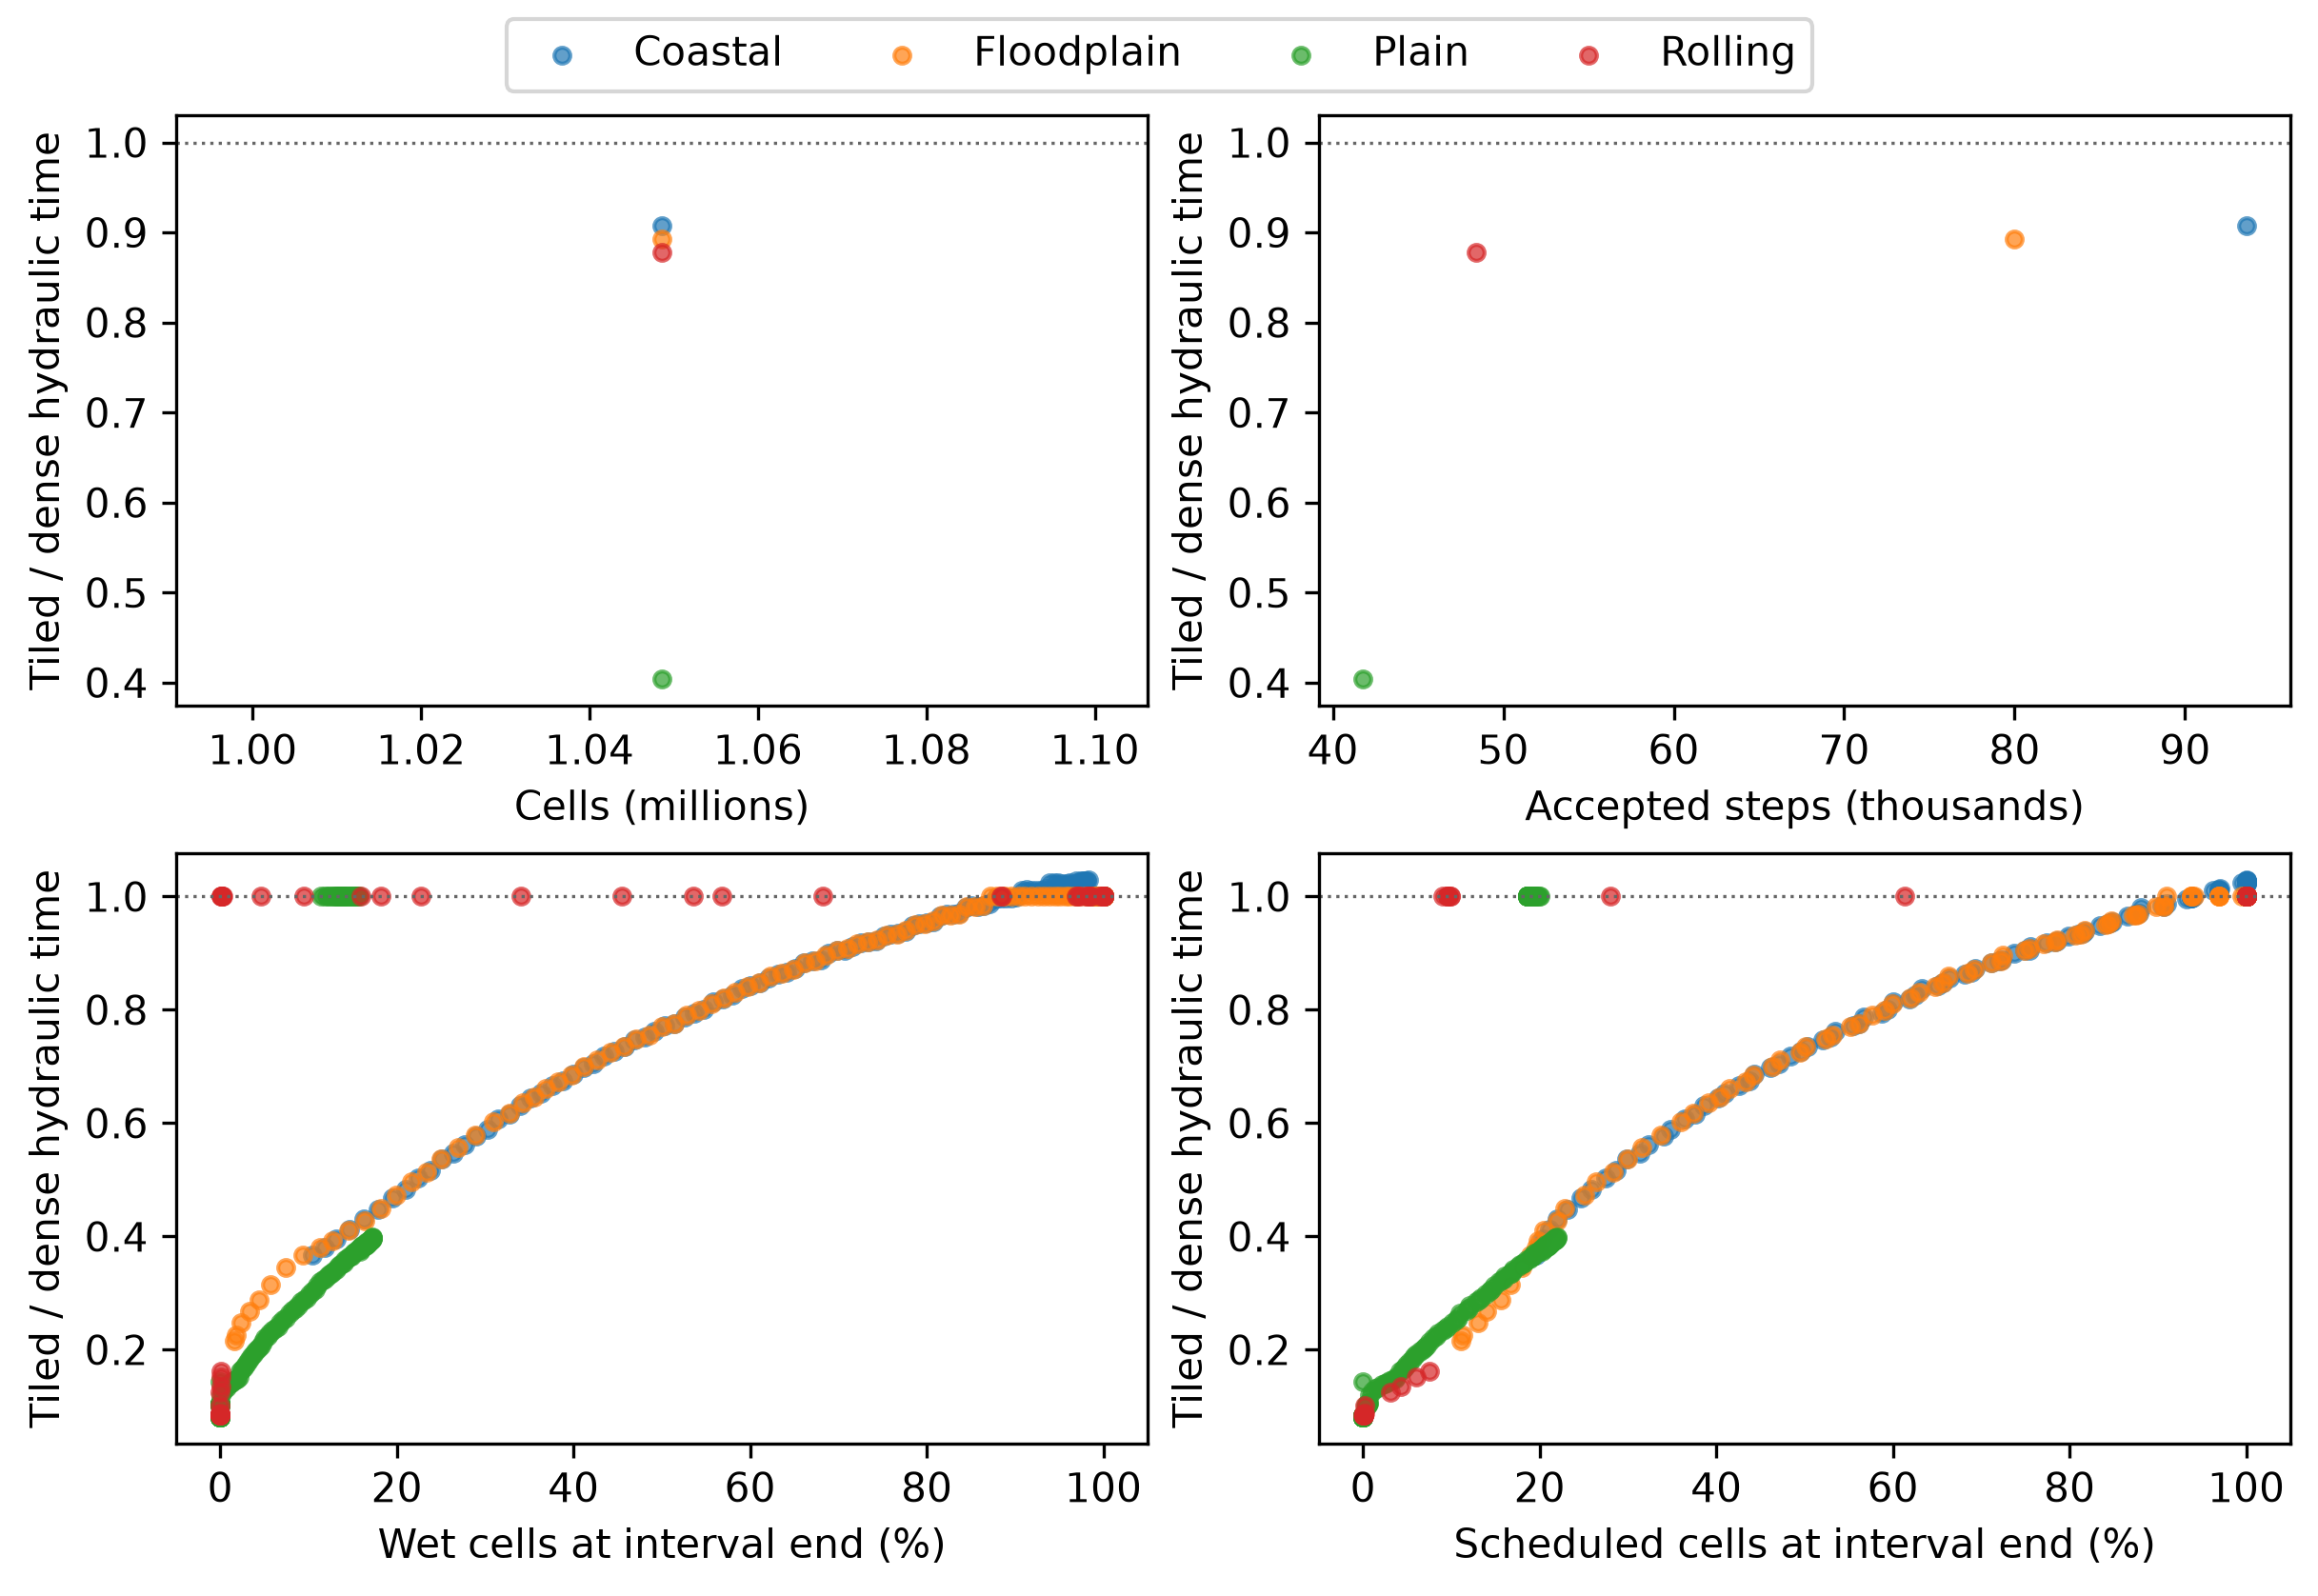 Coastal Floodplain Plain Rolling
Tiled / dense hydraulic time
1.0
0.9
0.8
0.7
0.6
0.5
0.4
1.00 1.02 1.04 1.06 1.08 1.10
Cells (millions)
Tiled / dense hydraulic time
1.0
0.9
0.8
0.7
0.6
0.5
0.4
40 50 60 70 80 90
Accepted steps (thousands)
Tiled / dense hydraulic time
1.0
0.8
0.6
0.4
0.2
0 20 40 60 80 100
Wet cells at interval end (%)
Tiled / dense hydraulic time
1.0
0.8
0.6
0.4
0.2
0 20 40 60 80 100
Scheduled cells at interval end (%)